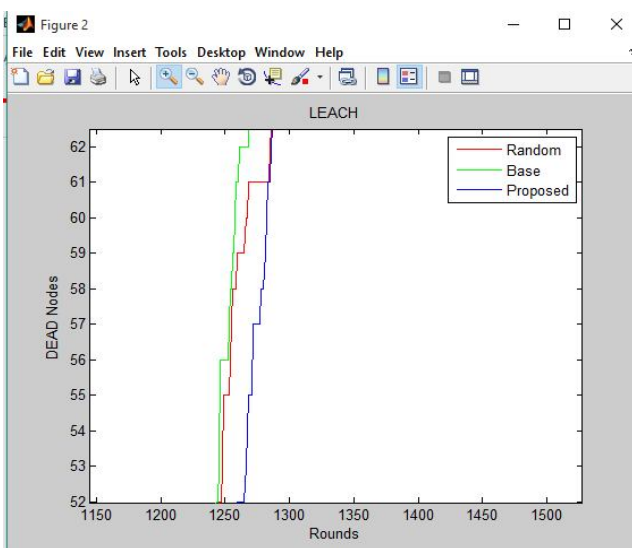 Figure 2
File Edit View Insert Tools Desktop Window Help
LEACH
Random
Base
Proposed
DEAD Nodes
62
61
60
59
58
57
56
55
54
53
52
1150 1200 1250 1300 1350 1400 1450 1500
Rounds